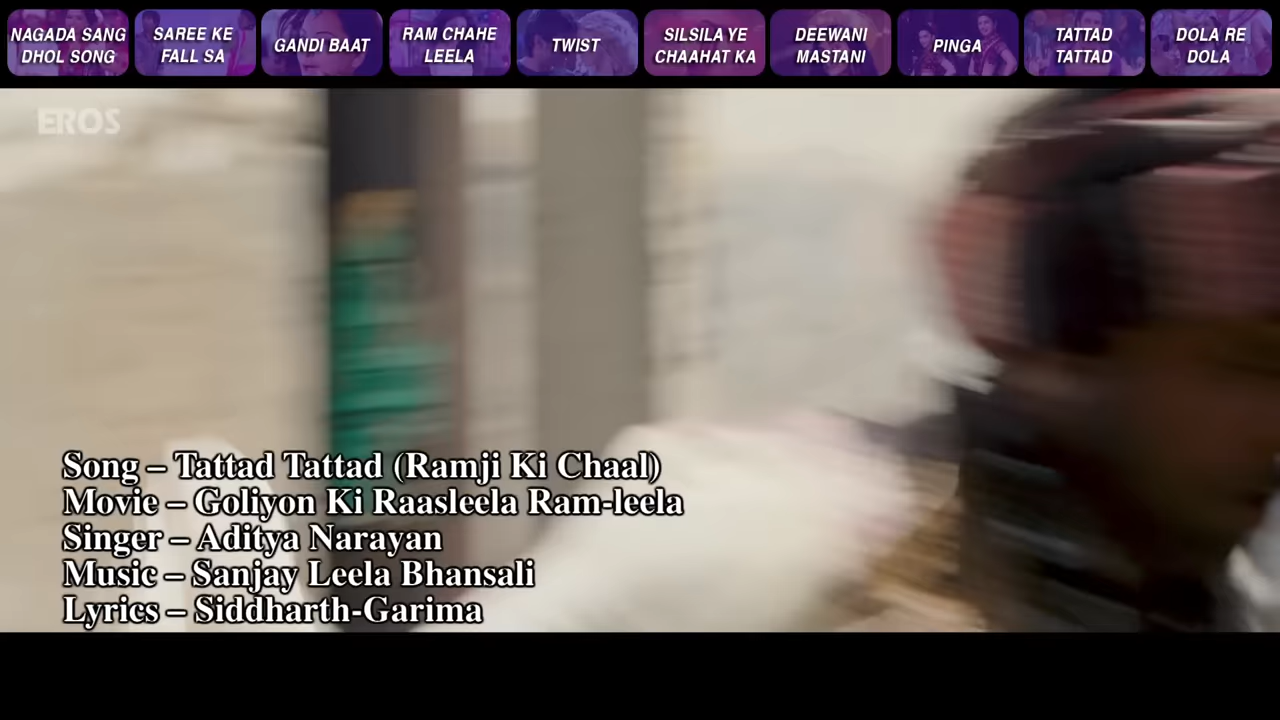 NAGADA SANG
DHOL SONG
SAREE KE
FALL SA
GANDI BAAT
RAM CHAHE
LEELA
TWIST
SILSILA YE
CHAAHAT KA
DEEWANI
MASTANI
PINGA
TATTAD
TATTAD
DOLA RE
DOLA
EROS
Song – Tattad Tattad (Ramji Ki Chaal)
Movie – Goliyon Ki Raasleela Ram-leela
Singer – Aditya Narayan
Music – Sanjay Leela Bhansali
Lyrics – Siddharth-Garima